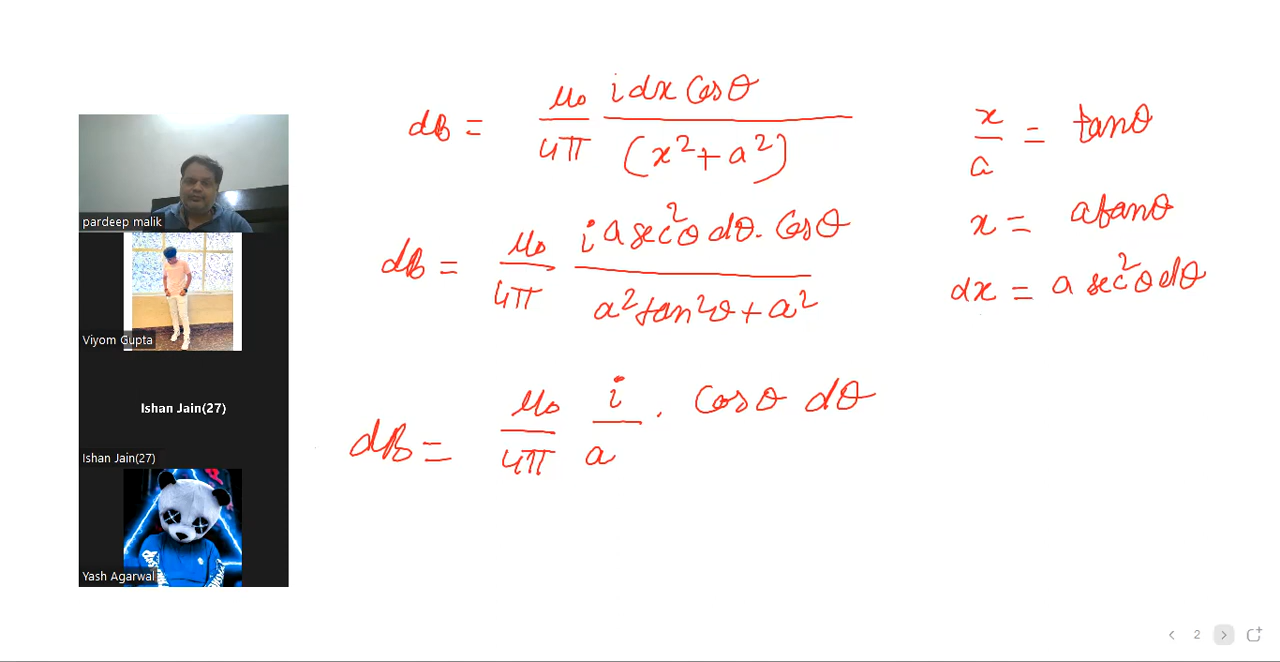 dB = μ₀/4π i dx Cosθ/(x² + a²)
x/a = tanθ
dB = μ₀/4π i a sec²θ dθ. Cosθ/a² tan²θ + a²
x = a tanθ
dx = a sec²θ dθ
dB = μ₀/4π i/a . Cosθ dθ
pardeep malik
Viyom Gupta
Ishan Jain(27)
Ishan Jain(27)
Yash Agarwal
2